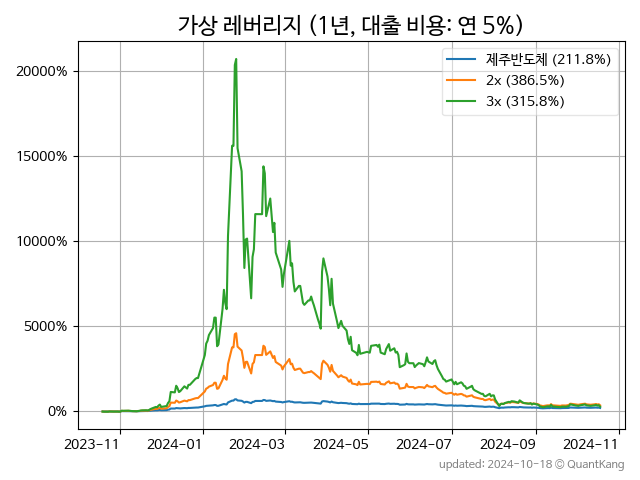 가상 레버리지 (1년, 대출 비용: 연 5%)
제주반도체 (211.8%)
2x (386.5%)
3x (315.8%)
20000%
15000%
10000%
5000%
0%
2023-11 2024-01 2024-03 2024-05 2024-07 2024-09 2024-11
updated: 2024-10-18 © QuantKang